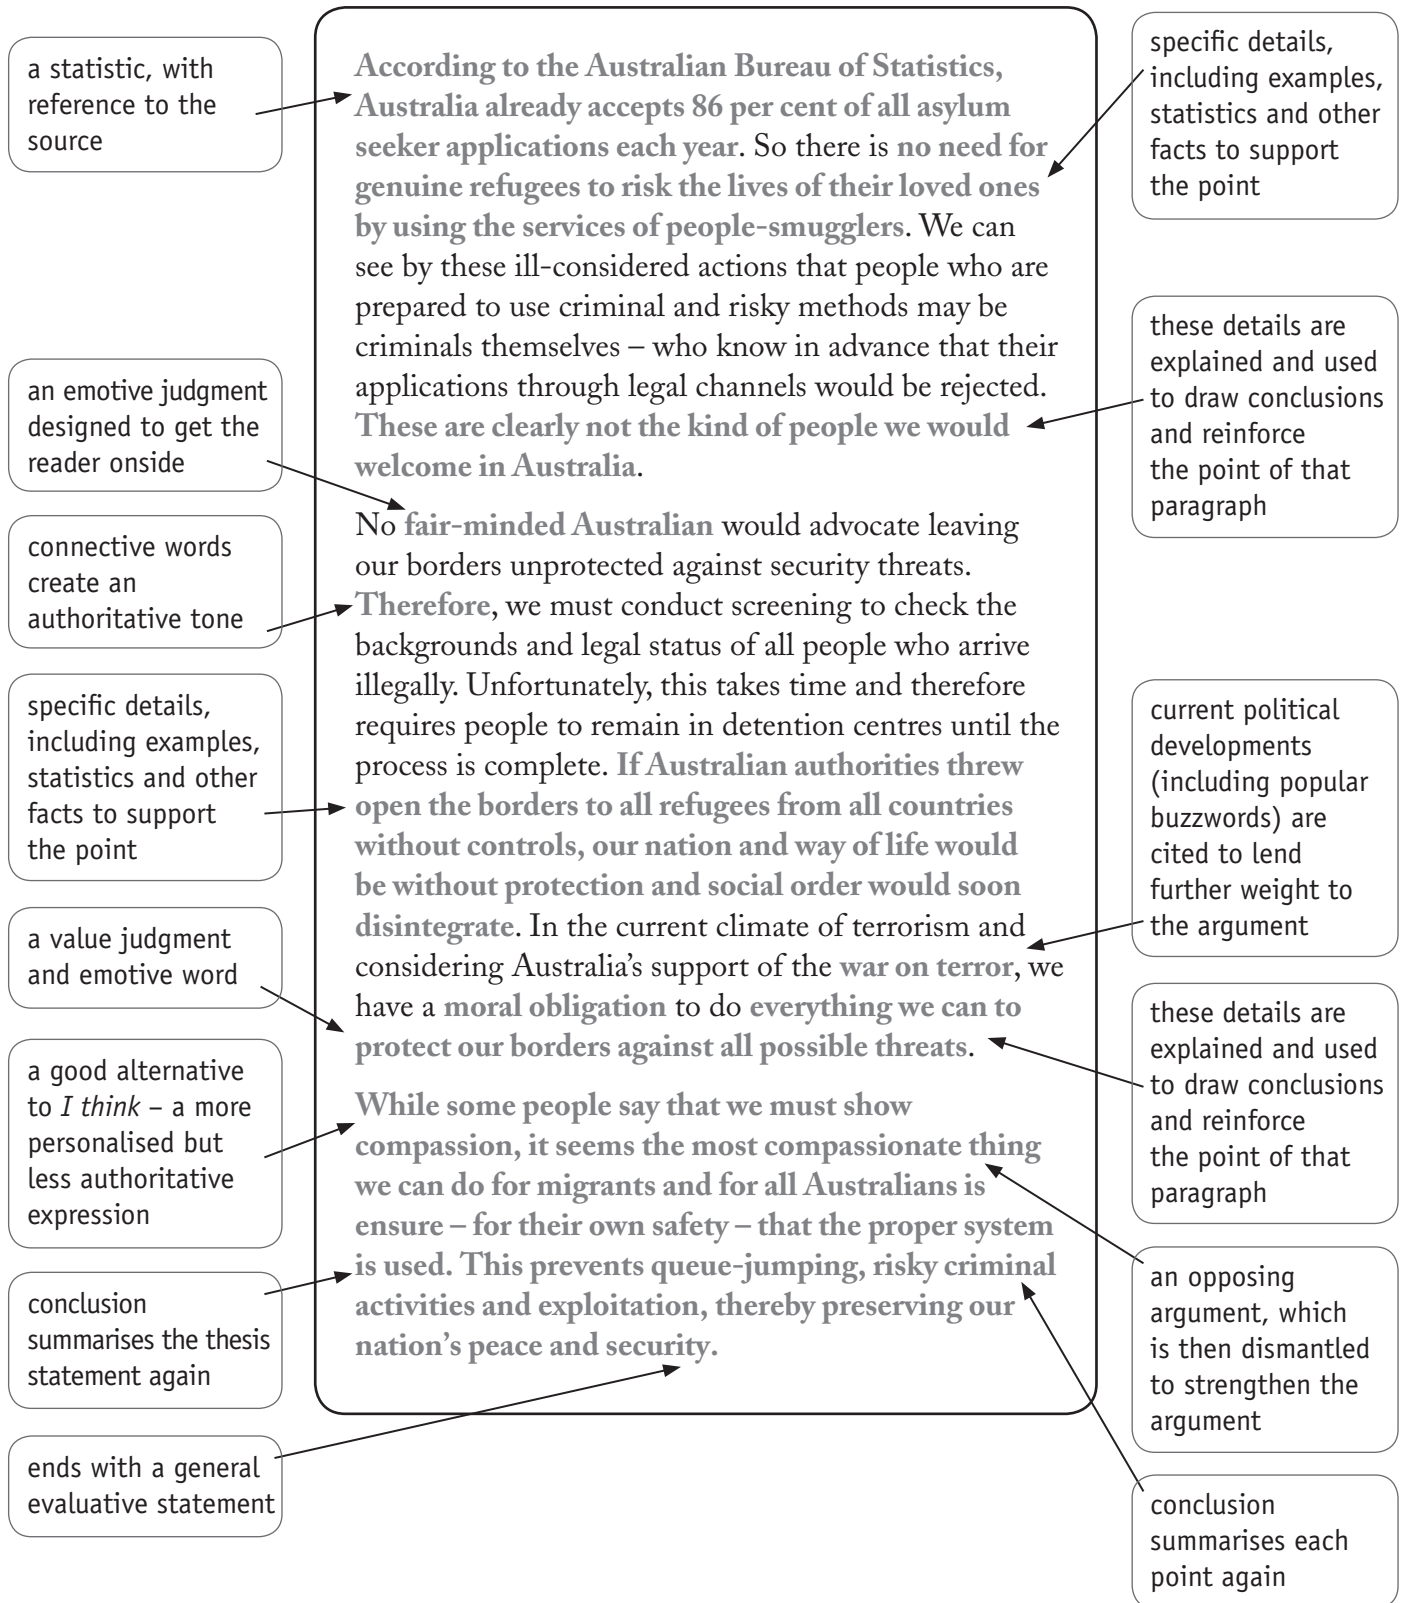 a statistic, with
reference to the
source
an emotive judgment
designed to get the
reader onside
connective words
create an
authoritative tone
specific details,
including examples,
statistics and other
facts to support
the point
a value judgment
and emotive word
a good alternative
to I think – a more
personalised but
less authoritative
expression
conclusion
summarises the thesis
statement again
ends with a general
evaluative statement
According to the Australian Bureau of Statistics,
Australia already accepts 86 per cent of all asylum
seeker applications each year. So there is no need for
genuine refugees to risk the lives of their loved ones
by using the services of people-smugglers. We can
see by these ill-considered actions that people who are
prepared to use criminal and risky methods may be
criminals themselves – who know in advance that their
applications through legal channels would be rejected.
These are clearly not the kind of people we would
welcome in Australia.
No fair-minded Australian would advocate leaving
our borders unprotected against security threats.
Therefore, we must conduct screening to check the
backgrounds and legal status of all people who arrive
illegally. Unfortunately, this takes time and therefore
requires people to remain in detention centres until the
process is complete. If Australian authorities threw
open the borders to all refugees from all countries
without controls, our nation and way of life would
be without protection and social order would soon
disintegrate. In the current climate of terrorism and
considering Australia’s support of the war on terror, we
have a moral obligation to do everything we can to
protect our borders against all possible threats.
While some people say that we must show
compassion, it seems the most compassionate thing
we can do for migrants and for all Australians is
ensure – for their own safety – that the proper system
is used. This prevents queue-jumping, risky criminal
activities and exploitation, thereby preserving our
nation’s peace and security.
specific details,
including examples,
statistics and other
facts to support
the point
these details are
explained and used
to draw conclusions
and reinforce
the point of that
paragraph
current political
developments
(including popular
buzzwords) are
cited to lend
further weight to
the argument
these details are
explained and used
to draw conclusions
and reinforce
the point of that
paragraph
an opposing
argument, which
is then dismantled
to strengthen the
argument
conclusion
summarises each
point again